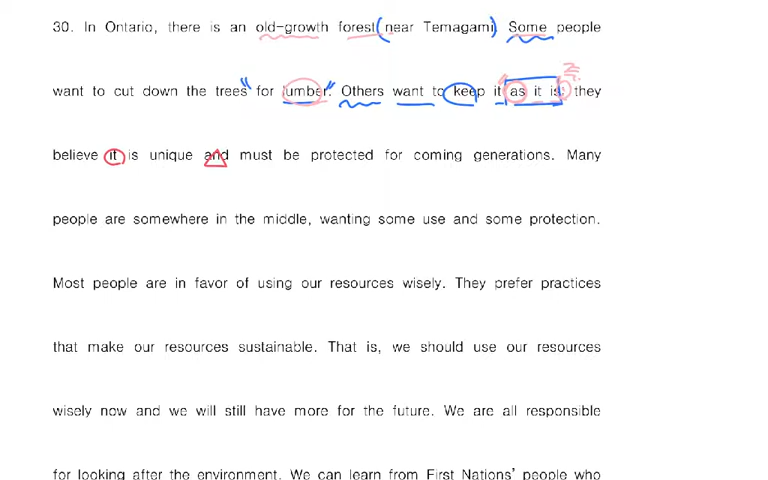 30. In Ontario, there is an old-growth forest (near Temagami). Some people
want to cut down the trees "for lumber." Others want to keep it as it is: they
believe it is unique and must be protected for coming generations. Many
people are somewhere in the middle, wanting some use and some protection.
Most people are in favor of using our resources wisely. They prefer practices
that make our resources sustainable. That is, we should use our resources
wisely now and we will still have more for the future. We are all responsible
for looking after the environment. We can learn from First Nations' people who